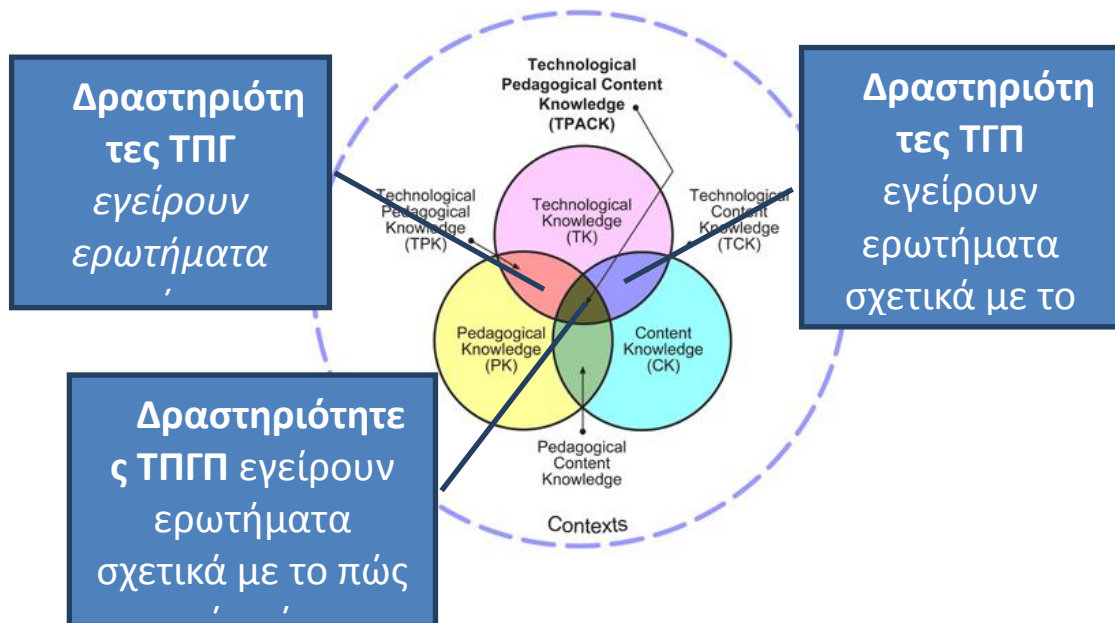 Δραστηριότη
τες ΤΠΓ
εγείρουν
ερωτήματα
Technological
Pedagogical Content
Knowledge
(TPACK)
Δραστηριότη
τες ΤΓΠ
εγείρουν
ερωτήματα
σχετικά με το
Technological
Pedagogical
Knowledge
(TPK)
Technological
Knowledge
(TK)
Technological
Content
Knowledge
(TCK)
Pedagogical
Knowledge
(PK)
Content
Knowledge
(CK)
Δραστηριότητε
ς ΤΠΓΠ εγείρουν
ερωτήματα
σχετικά με το πώς
Pedagogical
Content
Knowledge
Contexts